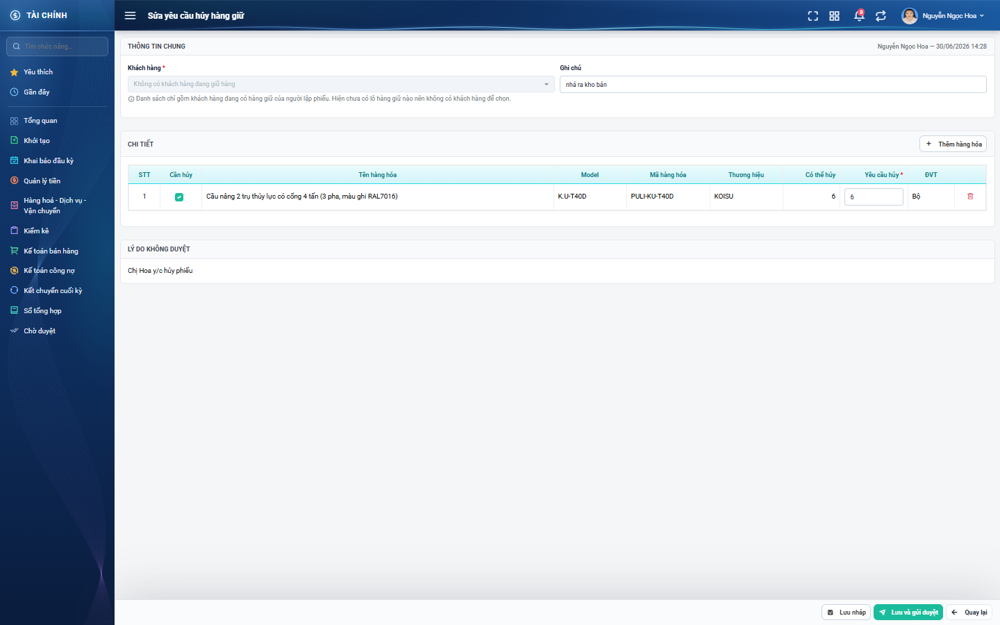 TÀI CHÍNH
Sửa yêu cầu hủy hàng giữ
3
Nguyễn Ngọc Hoa
Tìm chức năng...
Yêu thích
Gần đây
Tổng quan
Khởi tạo
Khai báo đầu kỳ
Quản lý tiền
Hàng hoá - Dịch vụ -
Vận chuyển
Kiểm kê
Kế toán bán hàng
Kế toán công nợ
Kết chuyển cuối kỳ
Sổ tổng hợp
Chờ duyệt
THÔNG TIN CHUNG
Nguyễn Ngọc Hoa — 30/06/2026 14:28
Khách hàng *
Ghi chú
Không có khách hàng đang giữ hàng
nhả ra kho bán
Danh sách chỉ gồm khách hàng đang có hàng giữ của người lập phiếu. Hiện chưa có lô hàng giữ nào nên không có khách hàng để chọn.
CHI TIẾT
+ Thêm hàng hóa
STT Cần hủy Tên hàng hóa Model Mã hàng hóa Thương hiệu Có thể hủy Yêu cầu hủy * ĐVT
1 Cầu nâng 2 trụ thủy lực có cổng 4 tấn (3 pha, màu ghi RAL7016) K.U-T40D PULI-KU-T40D KOISU 6 6 Bộ
LÝ DO KHÔNG DUYỆT
Chị Hoa y/c hủy phiếu
Lưu nháp
Lưu và gửi duyệt
Quay lại